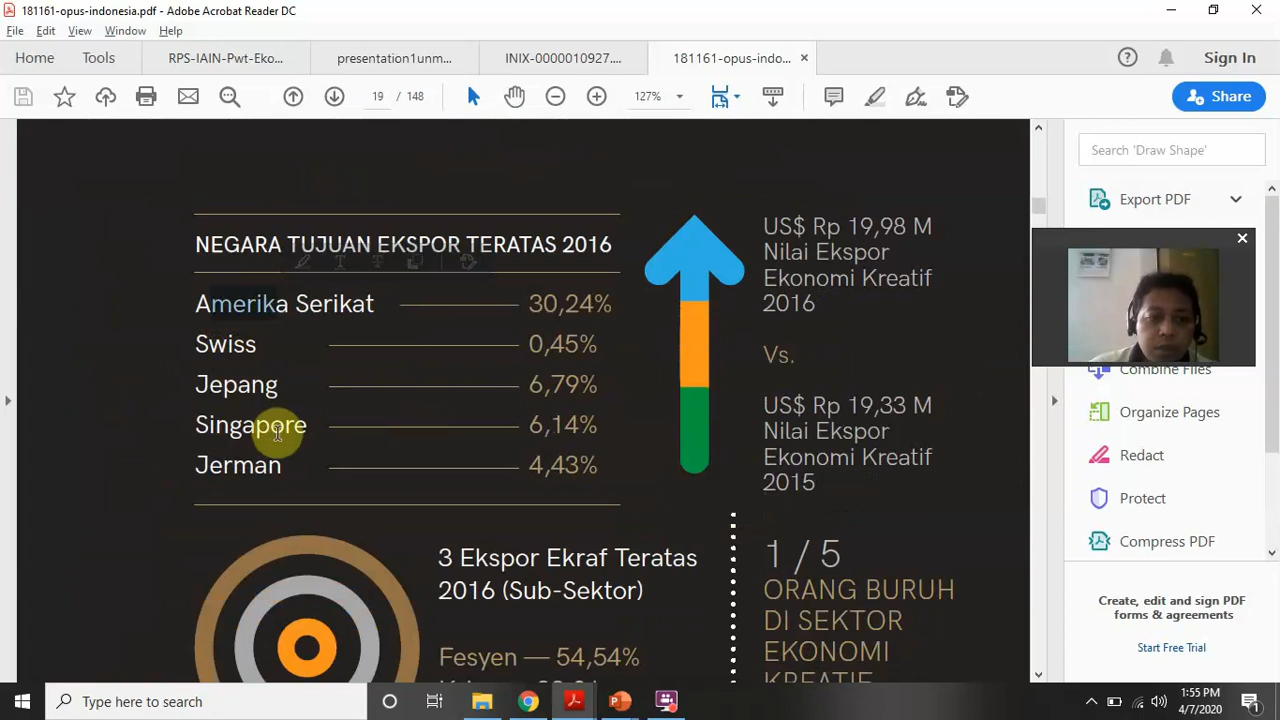 181161-opus-indonesia.pdf - Adobe Acrobat Reader DC
File Edit View Window Help
Home Tools RPS-IAIN-Pwt-Eko... presentation1unm... INIX-0000010927.... 181161-opus-indo... Sign In
19 / 148 127% Share
NEGARA TUJUAN EKSPOR TERATAS 2016
Amerika Serikat 30,24%
Swiss 0,45%
Jepang 6,79%
Singapore 6,14%
Jerman 4,43%
US$ Rp 19,98 M
Nilai Ekspor
Ekonomi Kreatif
2016
Vs.
US$ Rp 19,33 M
Nilai Ekspor
Ekonomi Kreatif
2015
3 Ekspor Ekraf Teratas
2016 (Sub-Sektor)
Fesyen — 54,54%
1 / 5
ORANG BURUH
DI SEKTOR
EKONOMI
KREATIF
Search 'Draw Shape'
Export PDF
Combine Files
Organize Pages
Redact
Protect
Compress PDF
Create, edit and sign PDF
forms & agreements
Start Free Trial
Type here to search
1:55 PM
4/7/2020
1